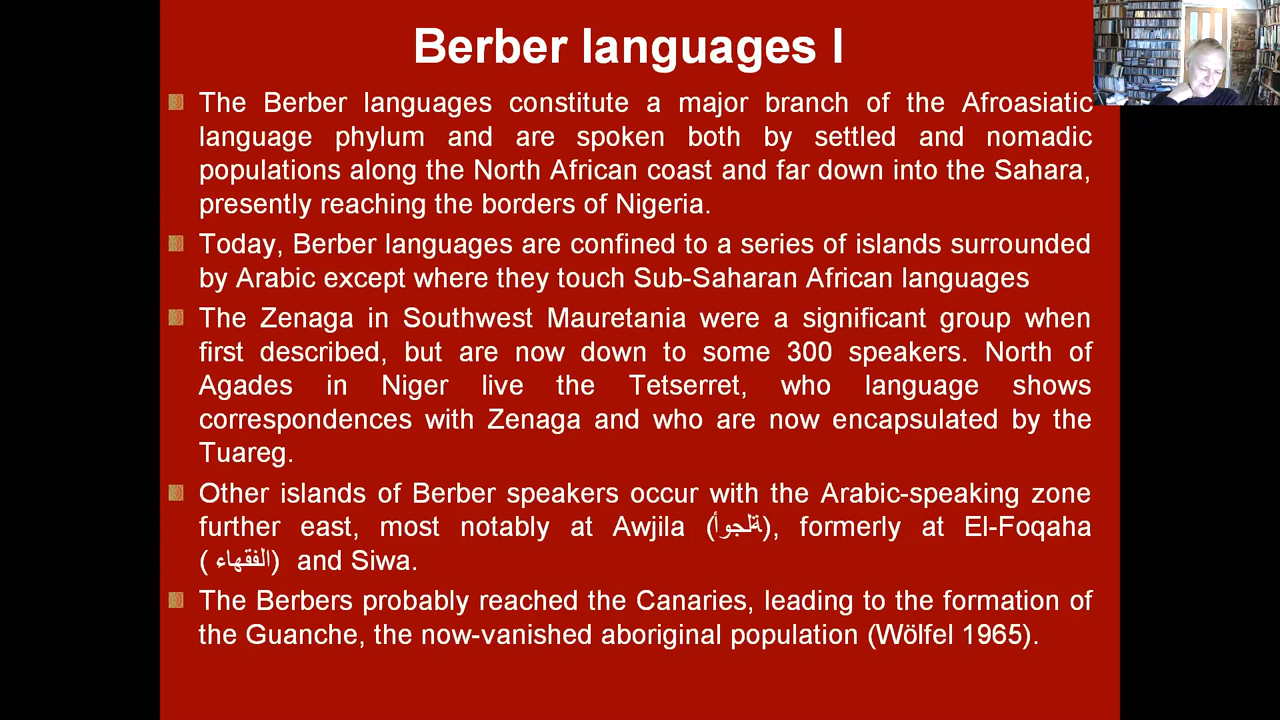 Berber languages I
The Berber languages constitute a major branch of the Afroasiatic
language phylum and are spoken both by settled and nomadic
populations along the North African coast and far down into the Sahara,
presently reaching the borders of Nigeria.
Today, Berber languages are confined to a series of islands surrounded
by Arabic except where they touch Sub-Saharan African languages
The Zenaga in Southwest Mauretania were a significant group when
first described, but are now down to some 300 speakers. North of
Agades in Niger live the Tetserret, who language shows
correspondences with Zenaga and who are now encapsulated by the
Tuareg.
Other islands of Berber speakers occur with the Arabic-speaking zone
further east, most notably at Awjila (ةلجوأ), formerly at El-Foqaha
( الفقهاء) and Siwa.
The Berbers probably reached the Canaries, leading to the formation of
the Guanche, the now-vanished aboriginal population (Wölfel 1965).